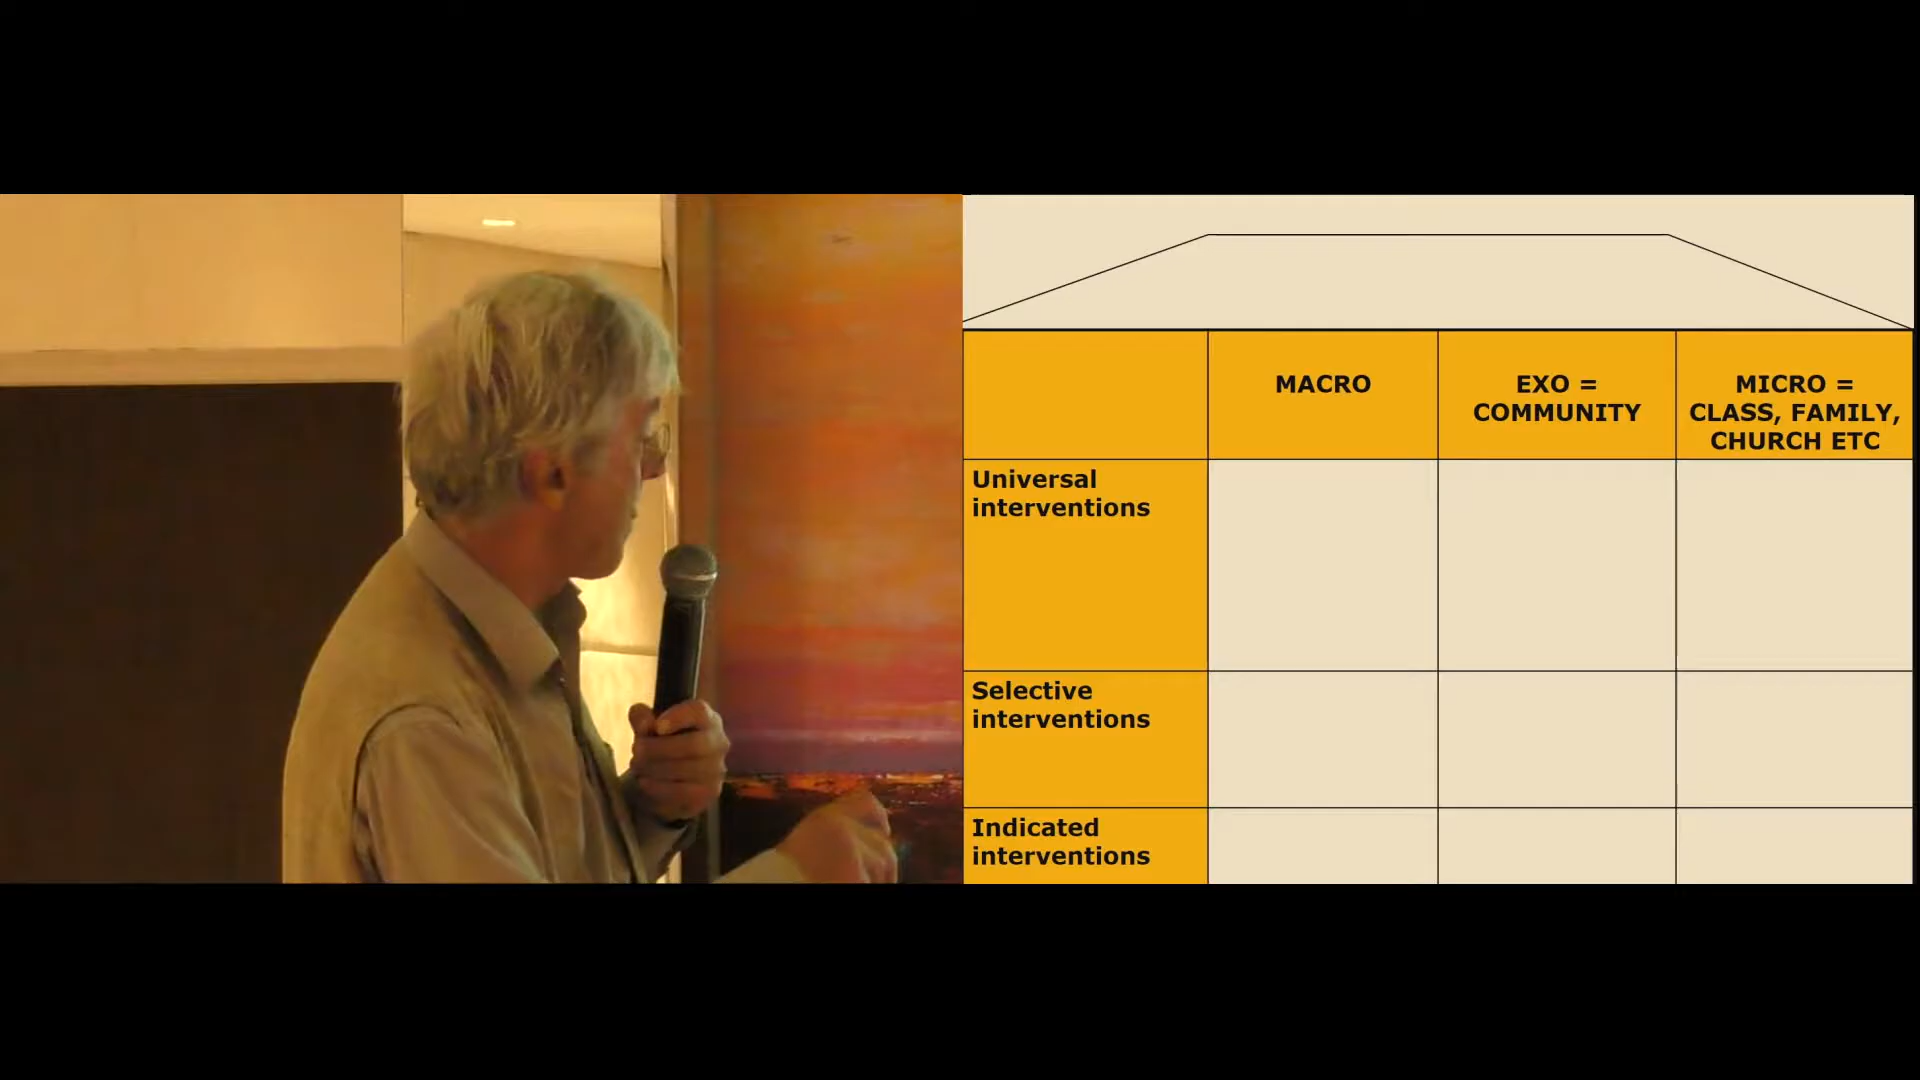 MACRO
EXO =
COMMUNITY
MICRO =
CLASS, FAMILY,
CHURCH ETC
Universal
interventions
Selective
interventions
Indicated
interventions